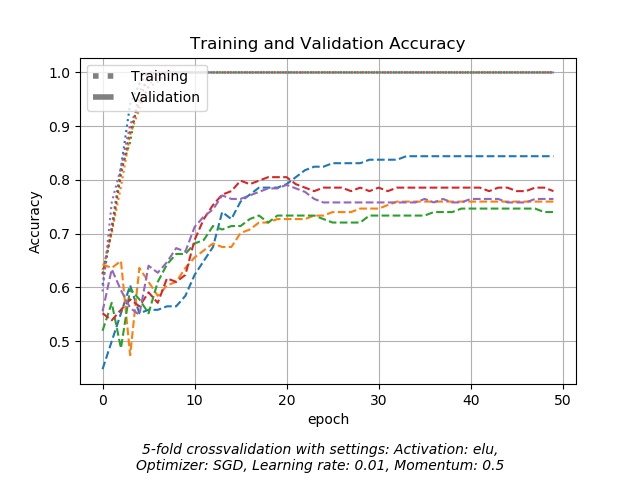 Training and Validation Accuracy
1.0
0.9
0.8
0.7
0.6
0.5
Accuracy
Training
Validation
0 10 20 30 40 50
epoch
5-fold crossvalidation with settings: Activation: elu,
Optimizer: SGD, Learning rate: 0.01, Momentum: 0.5